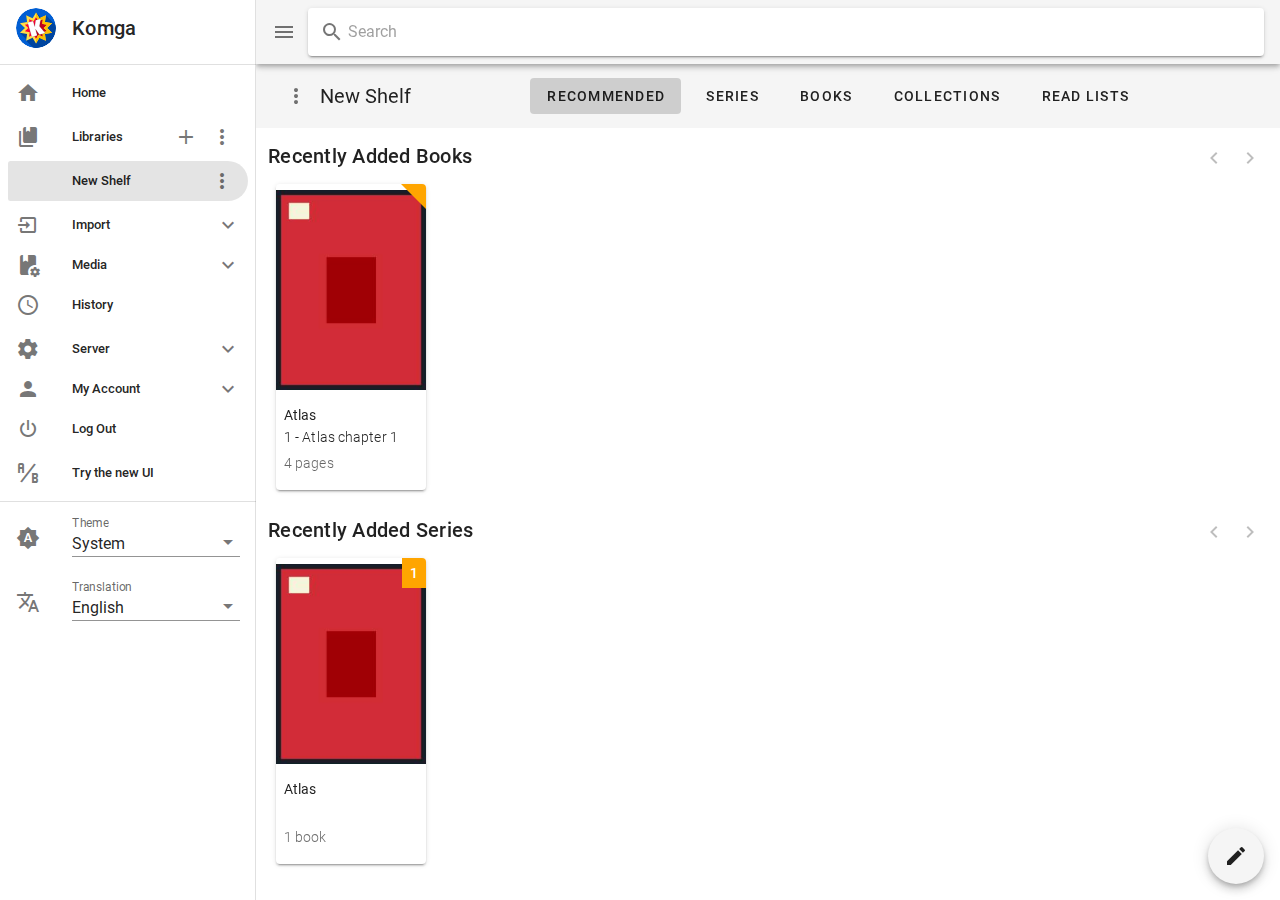 Komga
Search
Home
Libraries
New Shelf
Import
Media
History
Server
My Account
Log Out
Try the new UI
Theme
System
Translation
English
New Shelf
RECOMMENDED
SERIES
BOOKS
COLLECTIONS
READ LISTS
Recently Added Books
Atlas
1 - Atlas chapter 1
4 pages
Recently Added Series
1
Atlas
1 book